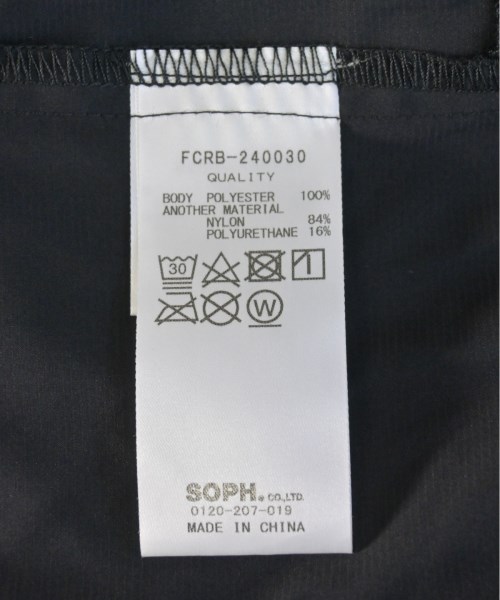 FCRB-240030
QUALITY
BODY POLYESTER 100%
ANOTHER MATERIAL
NYLON 84%
POLYURETHANE 16%
30
W
SOPH. CO.,LTD.
0120-207-019
MADE IN CHINA